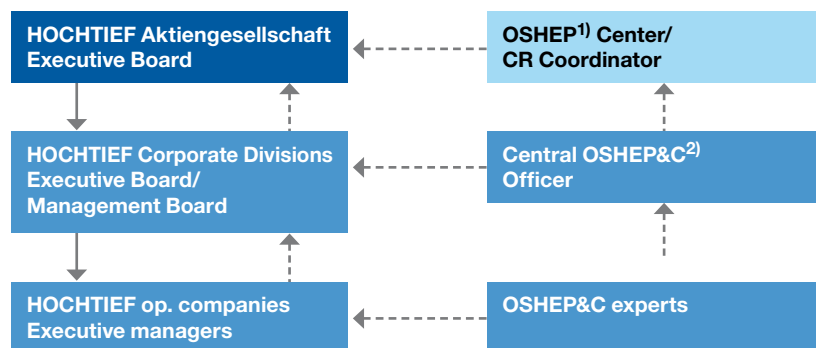 HOCHTIEF Aktiengesellschaft
Executive Board
OSHEP1) Center/
CR Coordinator
HOCHTIEF Corporate Divisions
Executive Board/
Management Board
Central OSHEP&C2)
Officer
HOCHTIEF op. companies
Executive managers
OSHEP&C experts